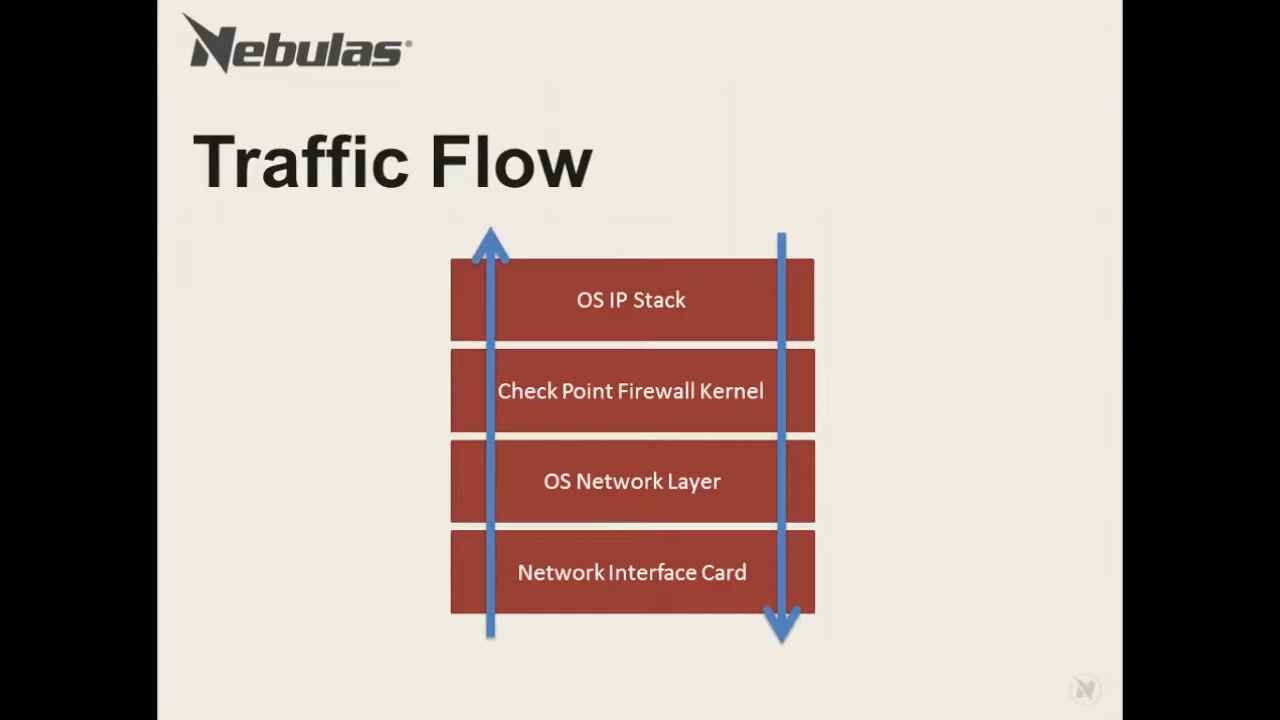 Nebulas®
Traffic Flow
OS IP Stack
Check Point Firewall Kernel
OS Network Layer
Network Interface Card
N